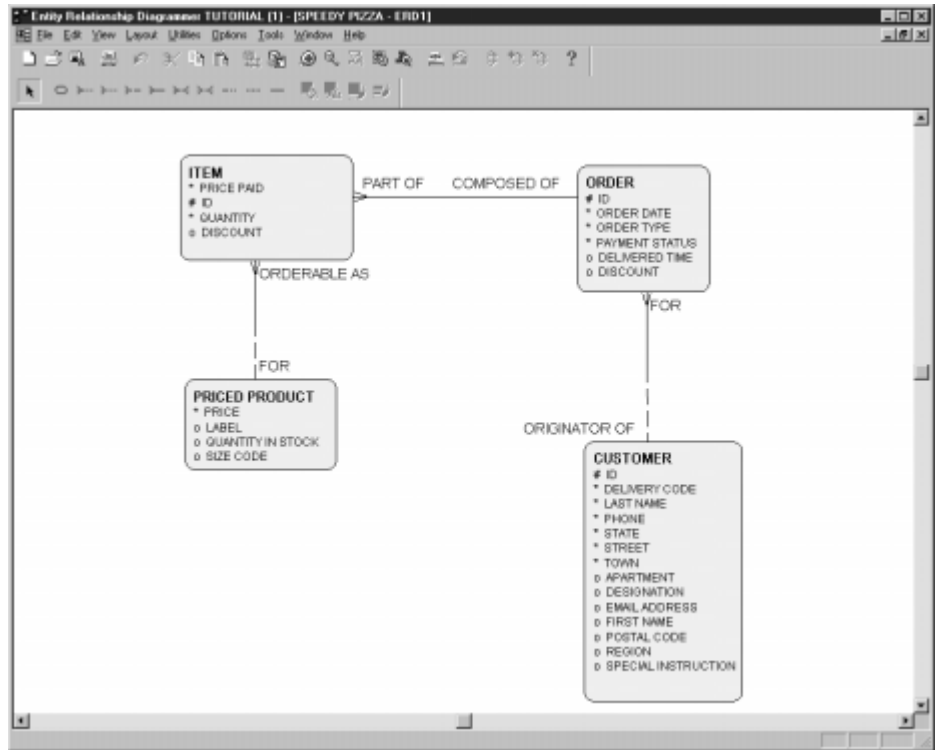 Entity Relationship Diagrammer TUTORIAL (1) - [SPEEDY PIZZA - ERD1]
File Edit View Layout Utilities Options Tools Window Help
ITEM
* PRICE PAID
# ID
* QUANTITY
o DISCOUNT
PART OF
COMPOSED OF
ORDER
# ID
* ORDER DATE
* ORDER TYPE
* PAYMENT STATUS
o DELIVERED TIME
o DISCOUNT
ORDERABLE AS
FOR
FOR
PRICED PRODUCT
* PRICE
o LABEL
o QUANTITY IN STOCK
o SIZE CODE
ORIGINATOR OF
CUSTOMER
# ID
* DELIVERY CODE
* LAST NAME
* PHONE
* STATE
* STREET
* TOWN
o APARTMENT
o DESIGNATION
o EMAIL ADDRESS
o FIRST NAME
o POSTAL CODE
o REGION
o SPECIAL INSTRUCTION